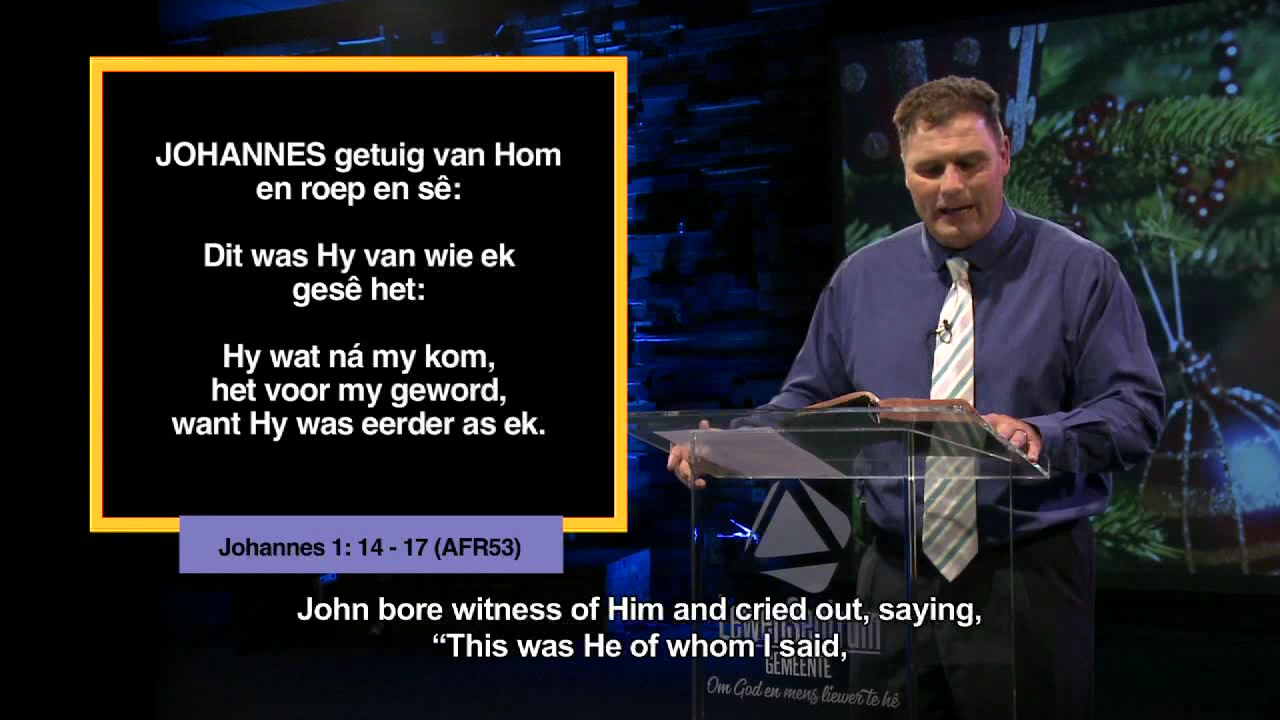 JOHANNES getuig van Hom
en roep en sê:
Dit was Hy van wie ek
gesê het:
Hy wat ná my kom,
het voor my geword,
want Hy was eerder as ek.
Johannes 1: 14 - 17 (AFR53)
John bore witness of Him and cried out, saying,
“This was He of whom I said,
LewenSentrum
GEMEENTE
Om God en mens liewer te hê